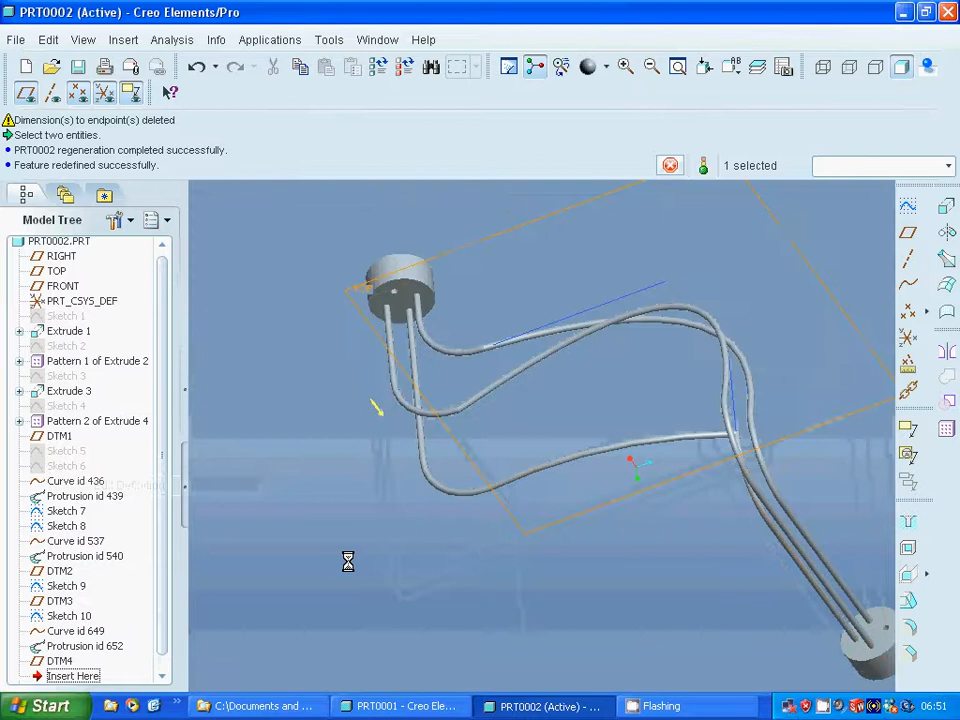 PRT0002 (Active) - Creo Elements/Pro
File Edit View Insert Analysis Info Applications Tools Window Help
Dimension(s) to endpoint(s) deleted
Select two entities.
PRT0002 regeneration completed successfully.
Feature redefined successfully.
1 selected
Model Tree
PRT0002.PRT
RIGHT
TOP
FRONT
PRT_CSYS_DEF
Sketch 1
Extrude 1
Sketch 2
Pattern 1 of Extrude 2
Sketch 3
Extrude 3
Sketch 4
Pattern 2 of Extrude 4
DTM1
Sketch 5
Sketch 6
Curve id 436
Protrusion id 439
Sketch 7
Sketch 8
Curve id 537
Protrusion id 540
DTM2
Sketch 9
DTM3
Sketch 10
Curve id 649
Protrusion id 652
DTM4
Insert Here
Start
C:\Documents and ...
PRT0001 - Creo Ele...
PRT0002 (Active) - ...
Flashing
06:51